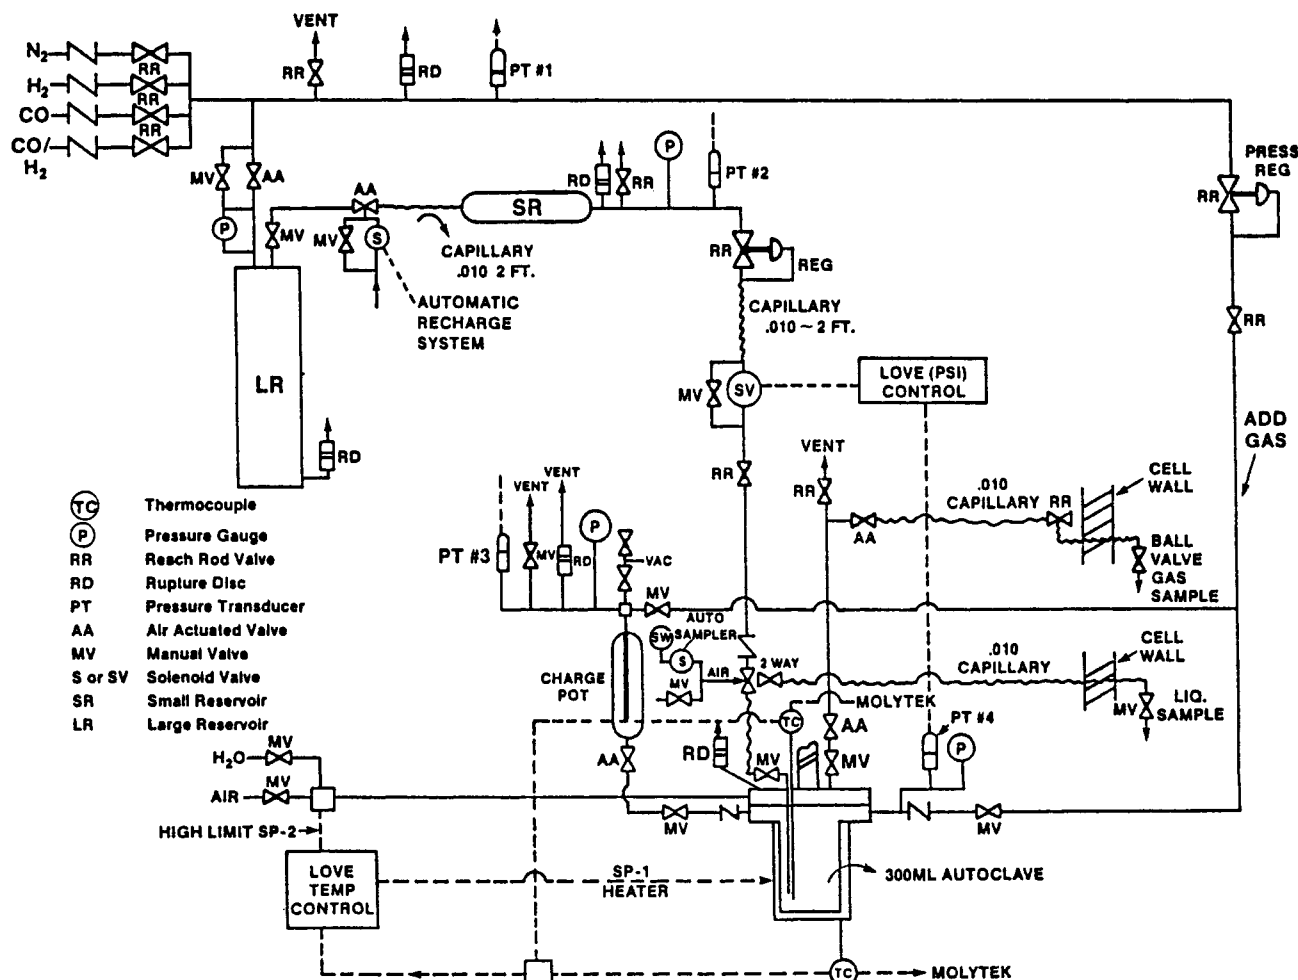 VENT
N2
RR
H2
RR
CO
RR
CO/
H2
RR
RD
PT #1
MV
AA
P
MV
AA
MV
S
CAPILLARY
.010 2 FT.
AUTOMATIC
RECHARGE
SYSTEM
SR
RD
RR
P
PT #2
PRESS
REG
RR
RR
REG
CAPILLARY
.010 ~ 2 FT.
RR
LR
RD
MV
SV
LOVE (PSI)
CONTROL
ADD
GAS
RR
VENT
RR
AA
.010
CAPILLARY
RR
CELL
WALL
BALL
VALVE
GAS
SAMPLE
TC Thermocouple
P Pressure Gauge
RR Reach Rod Valve
RD Rupture Disc
PT Pressure Transducer
AA Air Actuated Valve
MV Manual Valve
S or SV Solenoid Valve
SR Small Reservoir
LR Large Reservoir
PT #3
VENT
MV
VENT
RD
P
VAC
MV
AUTO
SAMPLER
SW
S
MV
AIR
2 WAY
.010
CAPILLARY
CELL
WALL
MV
LIQ.
SAMPLE
CHARGE
POT
MOLYTEK
TC
AA
MV
PT #4
P
RD
MV
AA
MV
MV
H2O
MV
AIR
MV
HIGH LIMIT SP-2
LOVE
TEMP
CONTROL
SP-1
HEATER
300ML AUTOCLAVE
TC
MOLYTEK